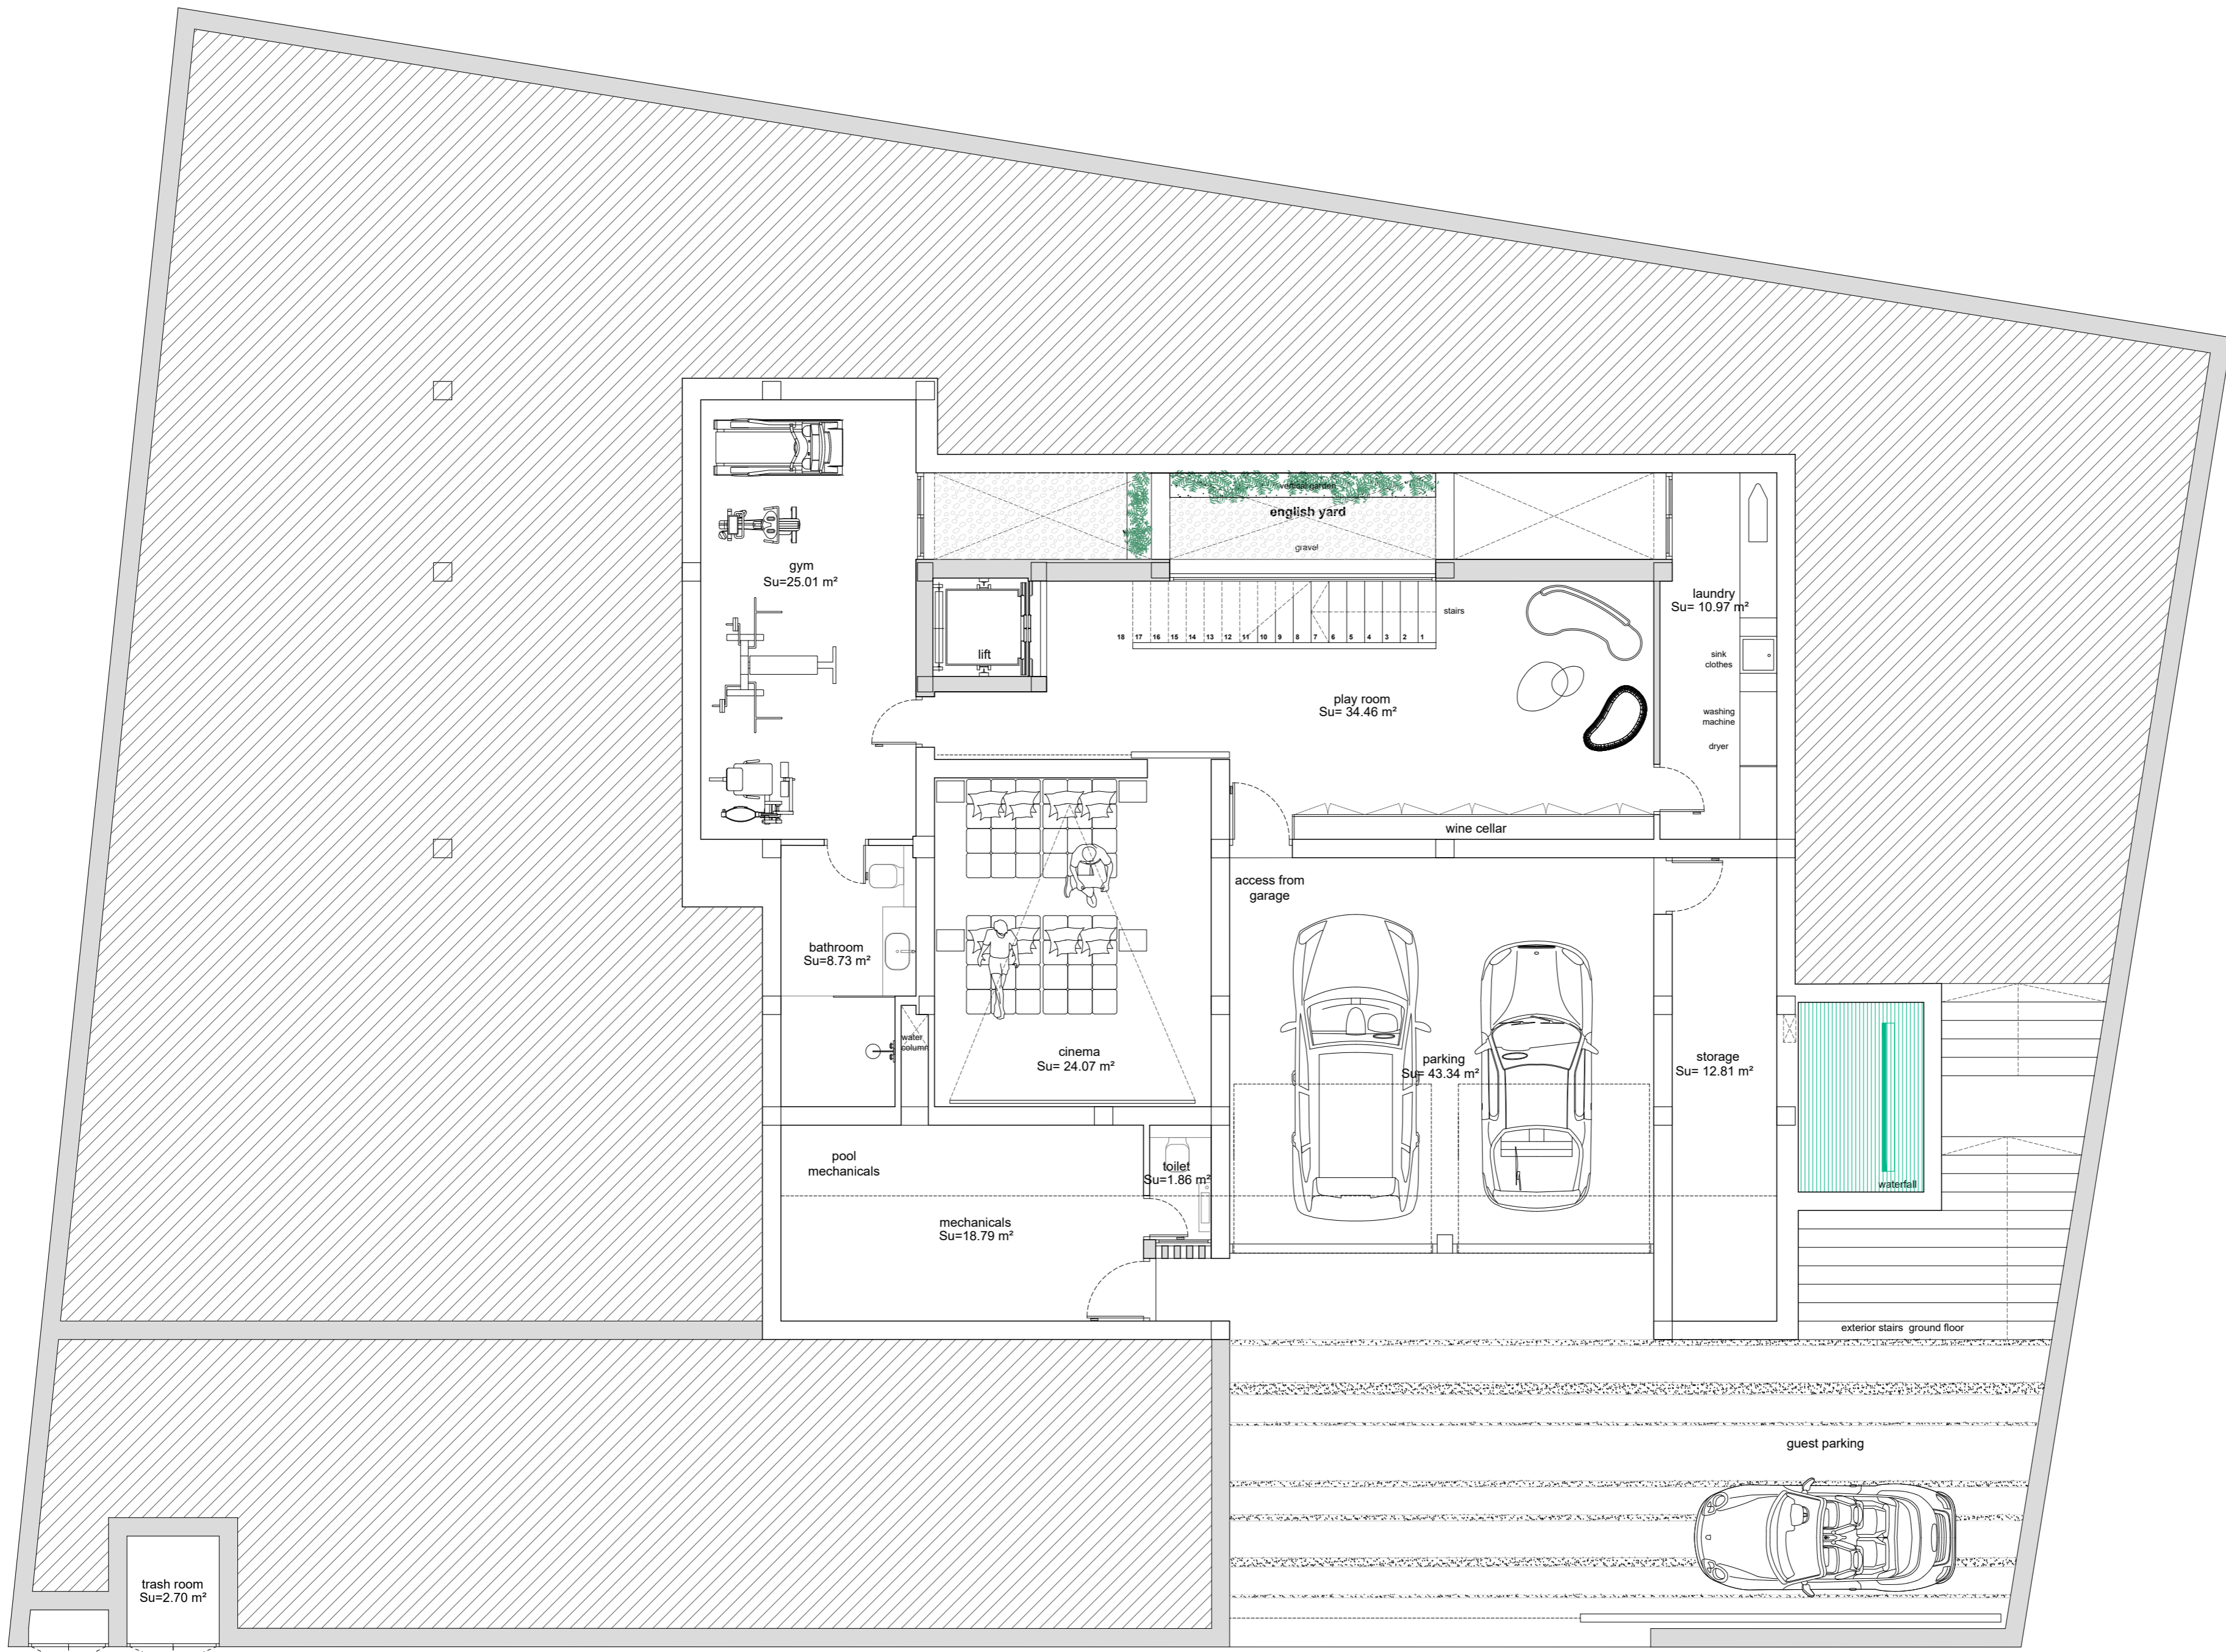 vertical garden
english yard
gravel
gym
Su=25.01 m²
laundry
Su= 10.97 m²
stairs
18 17 16 15 14 13 12 11 10 9 8 7 6 5 4 3 2 1
lift
sink
clothes
play room
Su= 34.46 m²
washing
machine
dryer
wine cellar
access from
garage
bathroom
Su=8.73 m²
water
column
cinema
Su= 24.07 m²
parking
Su= 43.34 m²
storage
Su= 12.81 m²
pool
mechanicals
toilet
Su=1.86 m²
waterfall
mechanicals
Su=18.79 m²
exterior stairs ground floor
guest parking
trash room
Su=2.70 m²